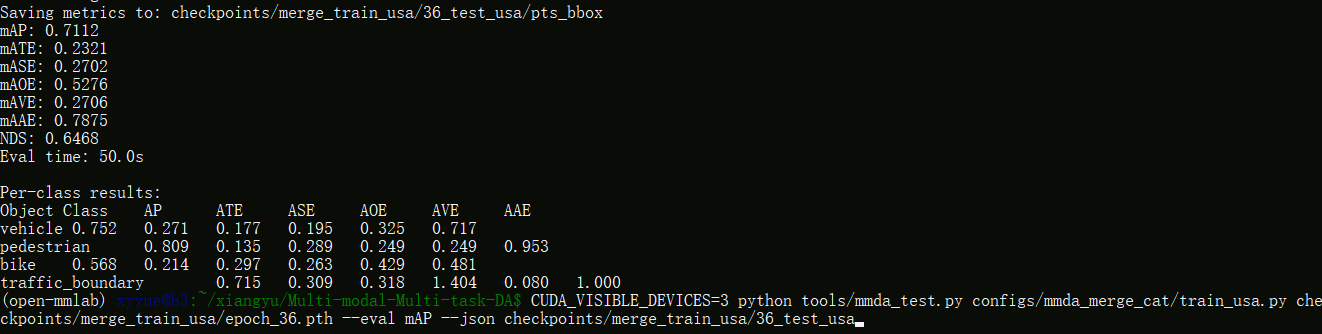 Saving metrics to: checkpoints/merge_train_usa/36_test_usa/pts_bbox
mAP: 0.7112
mATE: 0.2321
mASE: 0.2702
mAOE: 0.5276
mAVE: 0.2706
mAAE: 0.7875
NDS: 0.6468
Eval time: 50.0s
Per-class results:
Object Class AP ATE ASE AOE AVE AAE
vehicle 0.752 0.271 0.177 0.195 0.325 0.717
pedestrian 0.809 0.135 0.289 0.249 0.249 0.953
bike 0.568 0.214 0.297 0.263 0.429 0.481
traffic_boundary 0.715 0.309 0.318 1.404 0.080 1.000
(open-mmlab) xyyue@b3:~/xiangyu/Multi-modal-Multi-task-DA$ CUDA_VISIBLE_DEVICES=3 python tools/mmda_test.py configs/mmda_merge_cat/train_usa.py che
ckpoints/merge_train_usa/epoch_36.pth --eval mAP --json checkpoints/merge_train_usa/36_test_usa